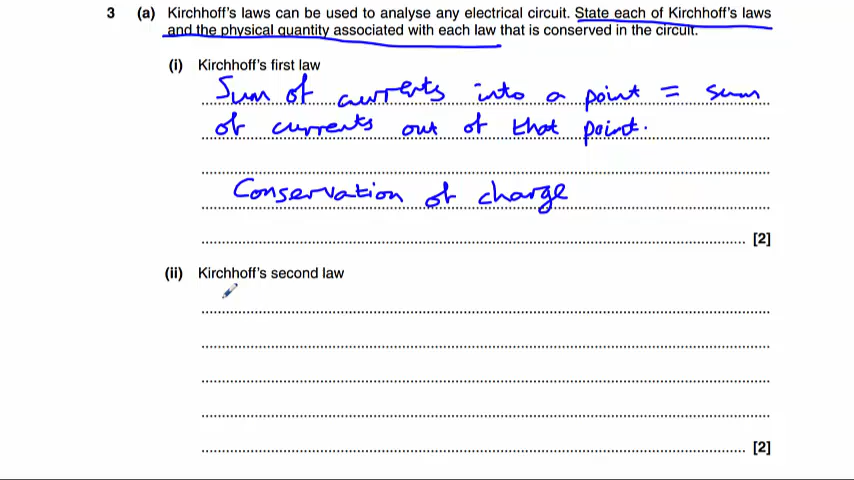 3 (a) Kirchhoff's laws can be used to analyse any electrical circuit. State each of Kirchhoff's laws
and the physical quantity associated with each law that is conserved in the circuit.
(i) Kirchhoff's first law
Sum of currents into a point = sum
of currents out of that point.
Conservation of charge
[2]
(ii) Kirchhoff's second law
[2]